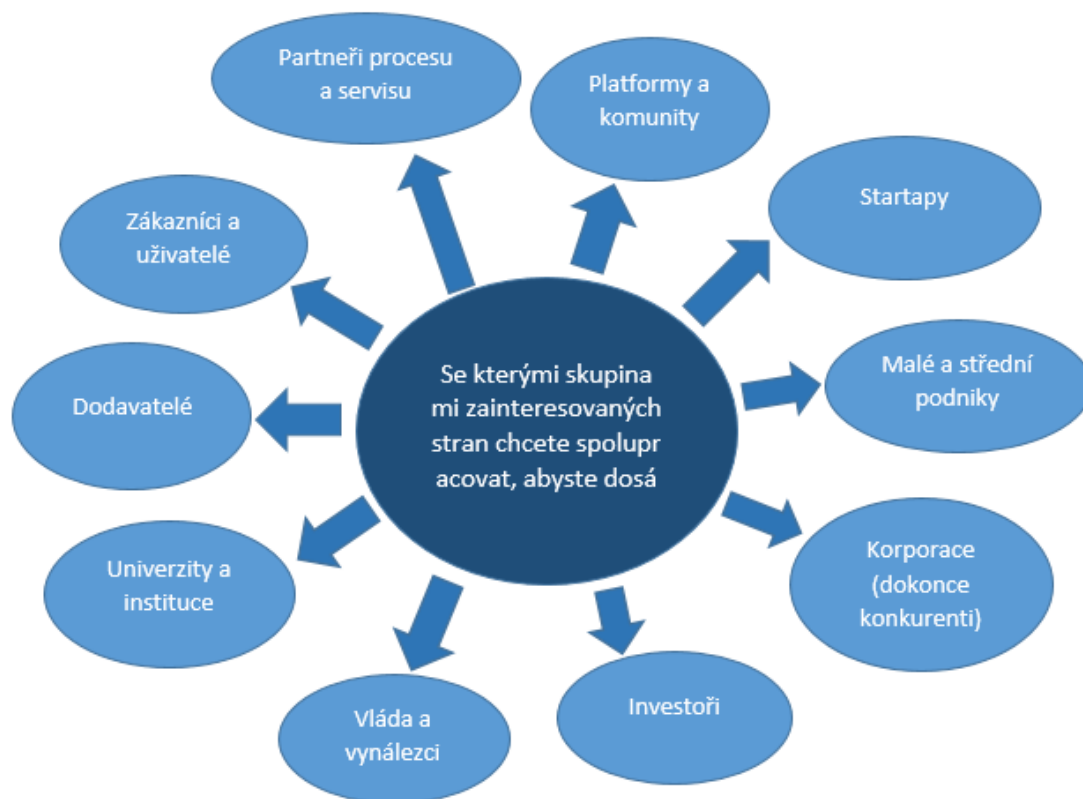 Partneři procesu
a servisu
Platformy a
komunity
Startapy
Zákazníci a
uživatelé
Malé a střední
podniky
Se kterými skupina
mi zainteresovaných
stran chcete spolupr
acovat, abyste dosá
Dodavatelé
Korporace
(dokonce
konkurenti)
Univerzity a
instituce
Investoři
Vláda a
vynálezci